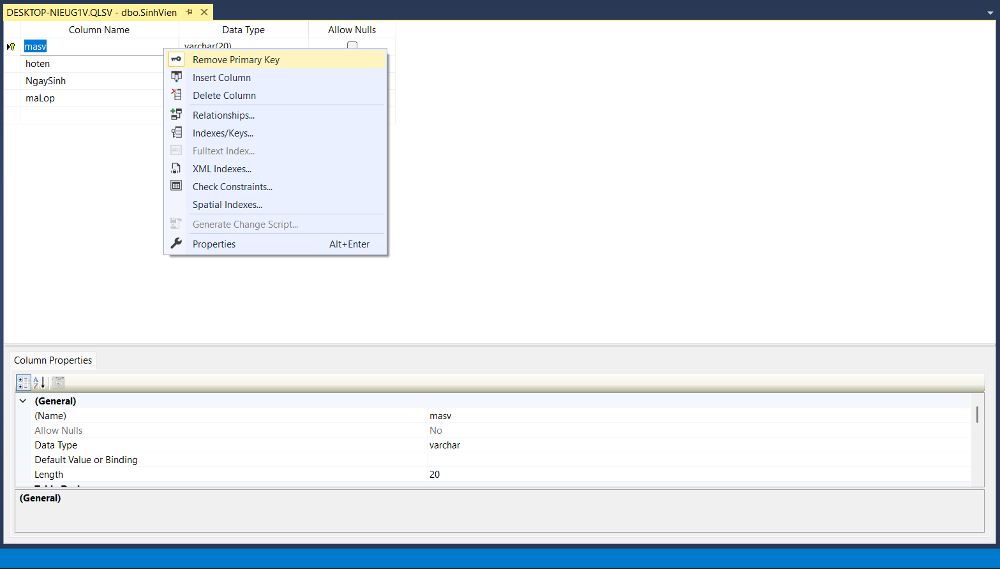 DESKTOP-NIEUG1V.QLSV - dbo.SinhVien
Column Name Data Type Allow Nulls
masv varchar(20)
hoten
NgaySinh
maLop
Remove Primary Key
Insert Column
Delete Column
Relationships...
Indexes/Keys...
Fulltext Index...
XML Indexes...
Check Constraints...
Spatial Indexes...
Generate Change Script...
Properties Alt+Enter
Column Properties
(General)
(Name) masv
Allow Nulls No
Data Type varchar
Default Value or Binding
Length 20
(General)